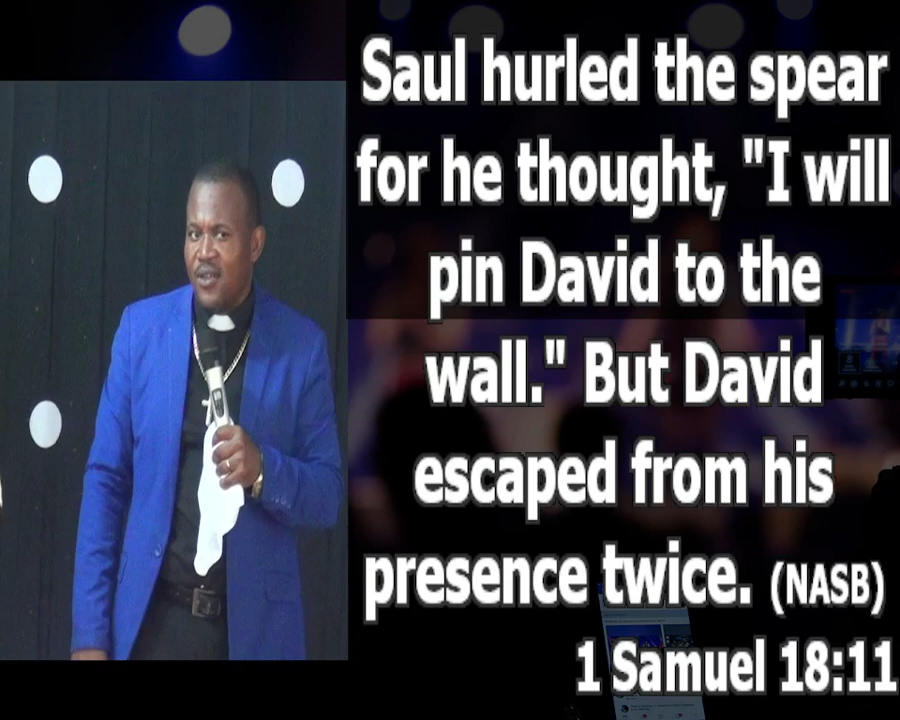 Saul hurled the spear
for he thought, "I will
pin David to the
wall." But David
escaped from his
presence twice. (NASB)
1 Samuel 18:11